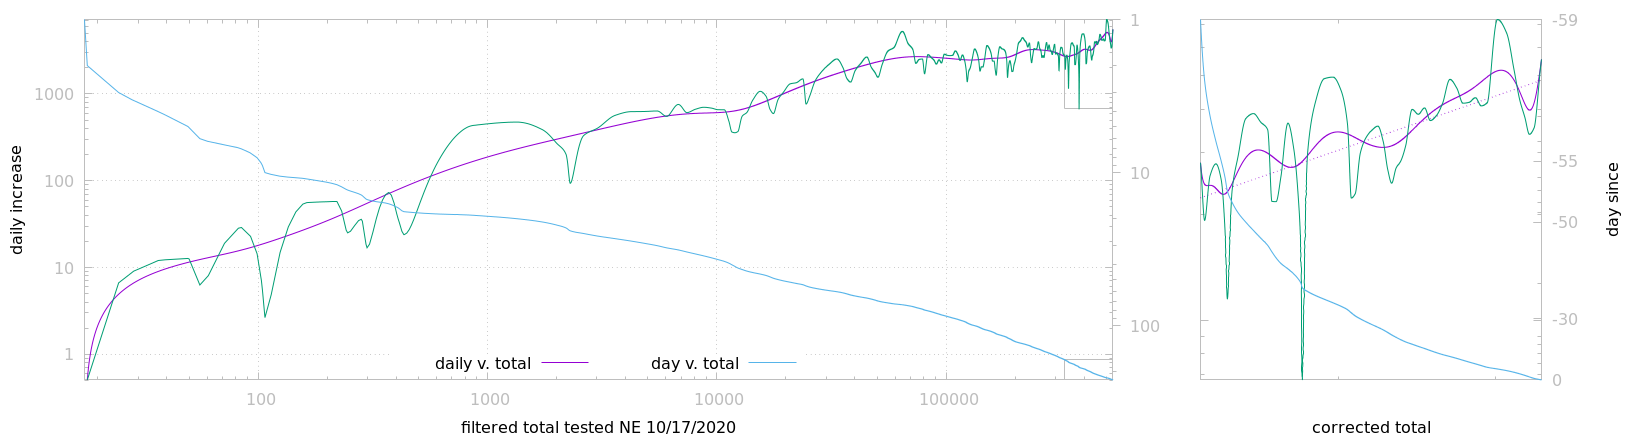 daily increase
1000
100
10
1
daily v. total
day v. total
100
1000
10000
100000
filtered total tested NE 10/17/2020
1
10
100
-59
-55
-50
-30
0
day since
corrected total